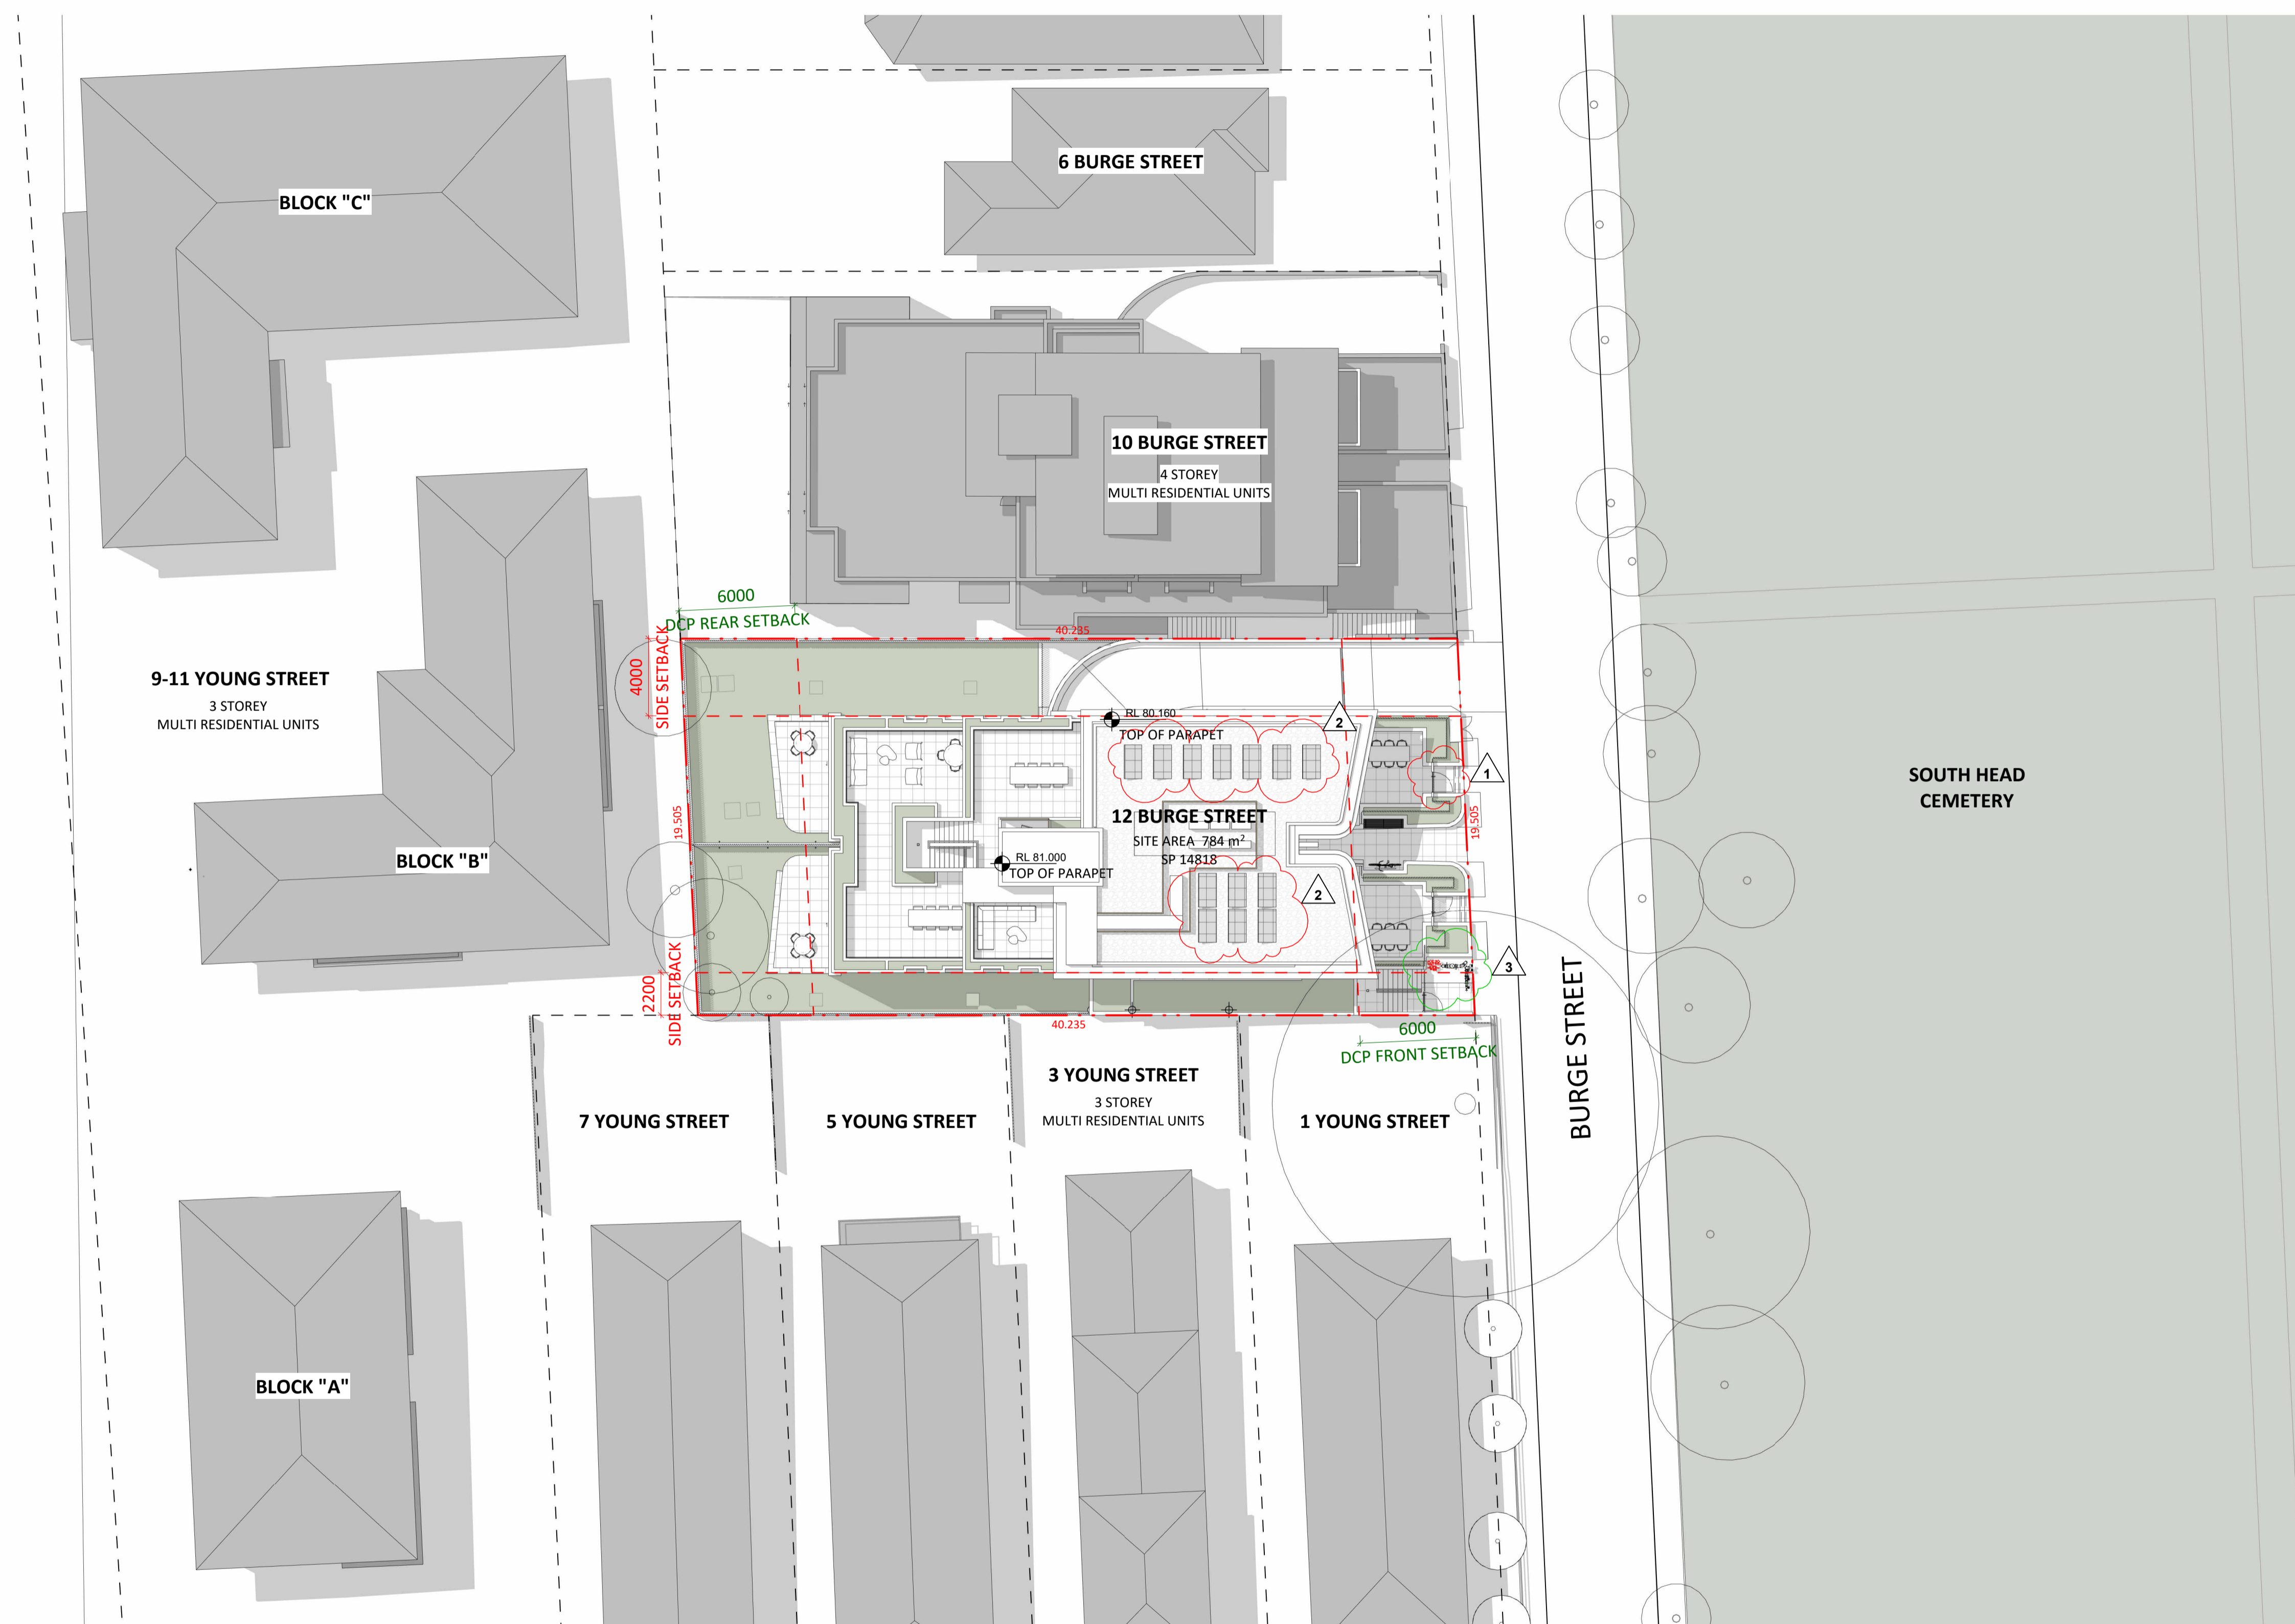 6 BURGE STREET
BLOCK "C"
10 BURGE STREET
4 STOREY
MULTI RESIDENTIAL UNITS
6000
DCP REAR SETBACK
40.235
4000
SIDE SETBACK
9-11 YOUNG STREET
3 STOREY
MULTI RESIDENTIAL UNITS
RL 80.160
TOP OF PARAPET
2
1
SOUTH HEAD
CEMETERY
19.505
12 BURGE STREET
SITE AREA 784 m²
SP 14818
19.505
BLOCK "B"
RL 81.000
TOP OF PARAPET
2
3
2200
SIDE SETBACK
40.235
6000
DCP FRONT SETBACK
BURGE STREET
3 YOUNG STREET
3 STOREY
MULTI RESIDENTIAL UNITS
7 YOUNG STREET
5 YOUNG STREET
1 YOUNG STREET
BLOCK "A"